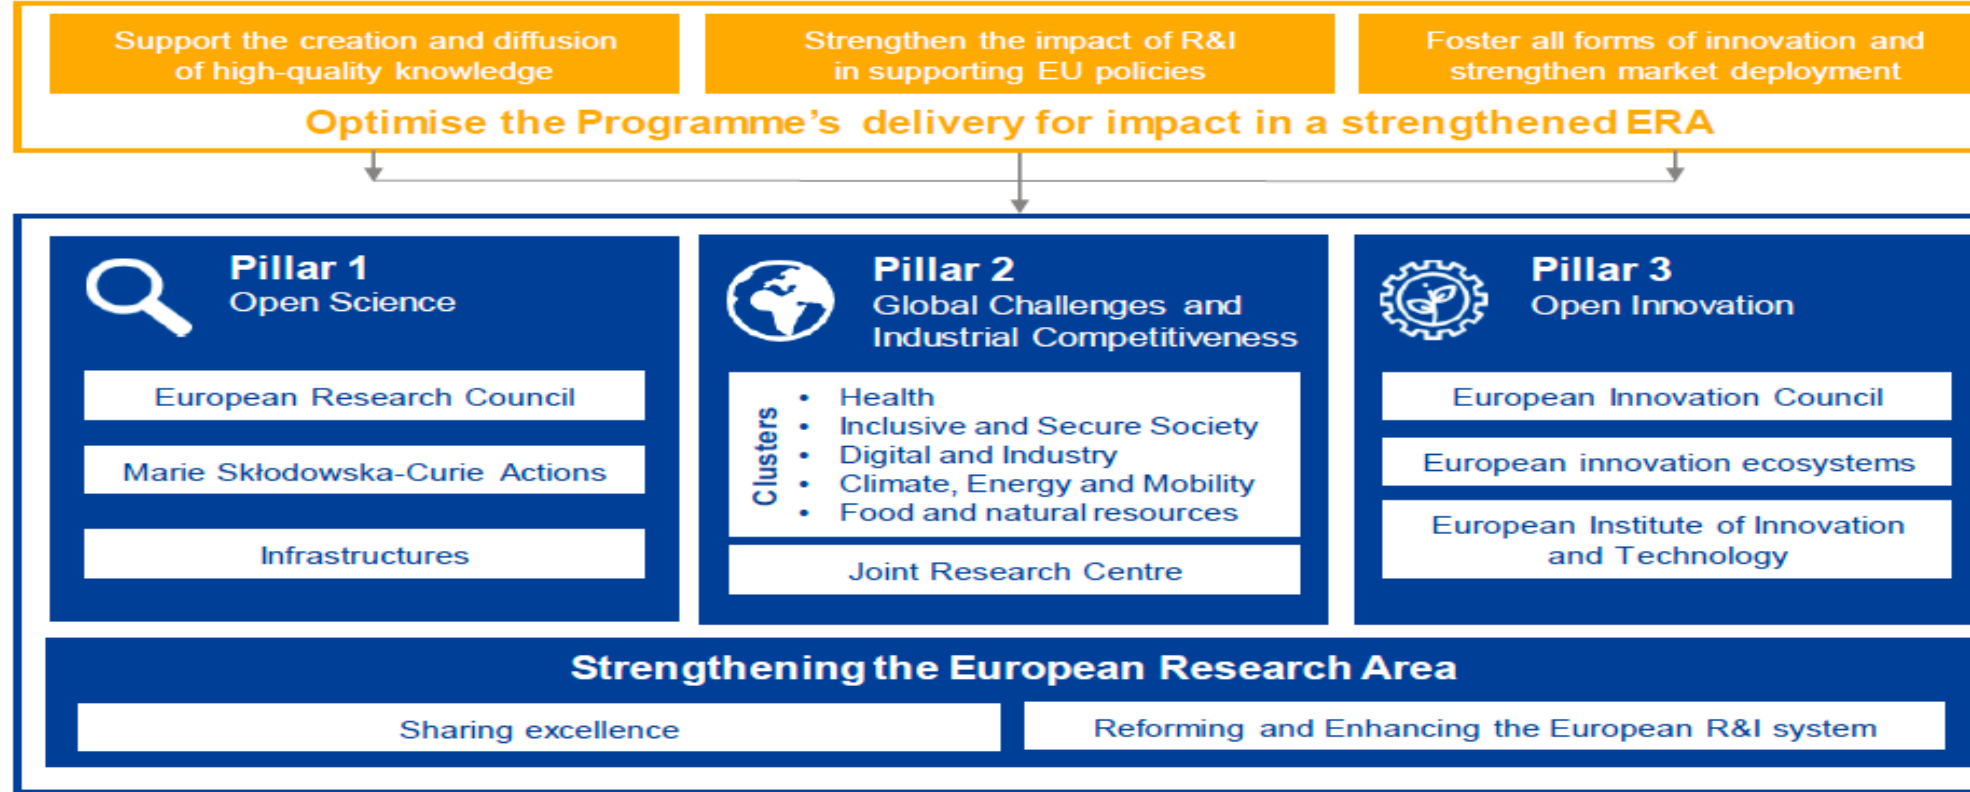 Support the creation and diffusion
of high-quality knowledge
Strengthen the impact of R&I
in supporting EU policies
Foster all forms of innovation and
strengthen market deployment
Optimise the Programme’s delivery for impact in a strengthened ERA
Pillar 1
Open Science
European Research Council
Marie Skłodowska-Curie Actions
Infrastructures
Pillar 2
Global Challenges and
Industrial Competitiveness
Clusters
• Health
• Inclusive and Secure Society
• Digital and Industry
• Climate, Energy and Mobility
• Food and natural resources
Joint Research Centre
Pillar 3
Open Innovation
European Innovation Council
European innovation ecosystems
European Institute of Innovation
and Technology
Strengthening the European Research Area
Sharing excellence
Reforming and Enhancing the European R&I system